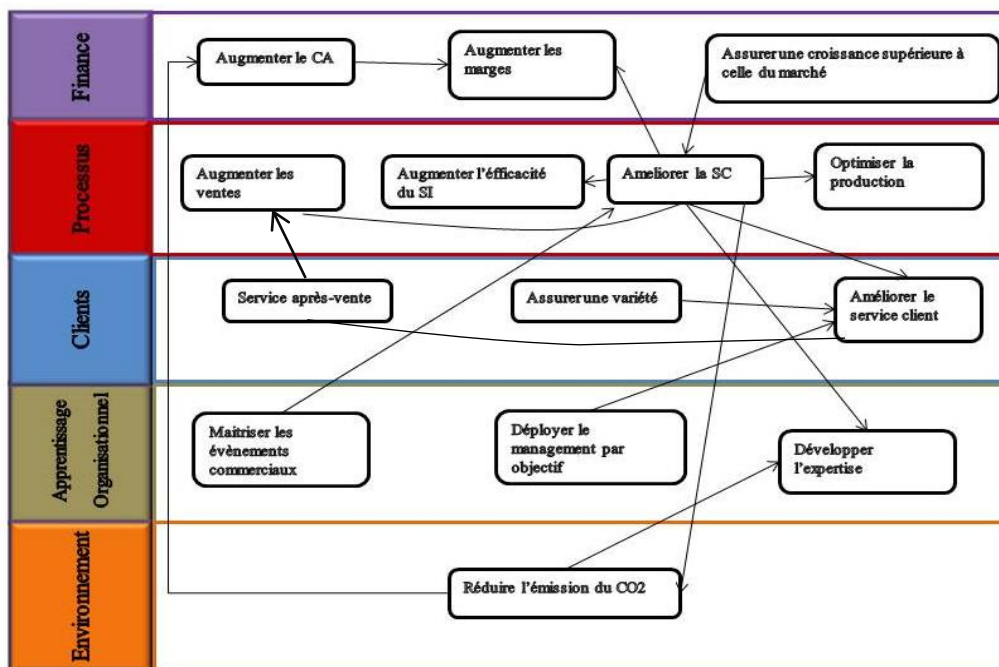 Finance
Augmenter le CA
Augmenter les
marges
Assurer une croissance supérieure à
celle du marché
Processus
Augmenter les
ventes
Augmenter l'éfficacité
du SI
Ameliorer la SC
Optimiser la
production
Clients
Service après-vente
Assurer une variété
Améliorer le
service client
Apprentissage
Organisationnel
Maitriser les
évènements
commerciaux
Déployer le
management par
objectif
Développer
l'expertise
Environnement
Réduire l'émission du CO2